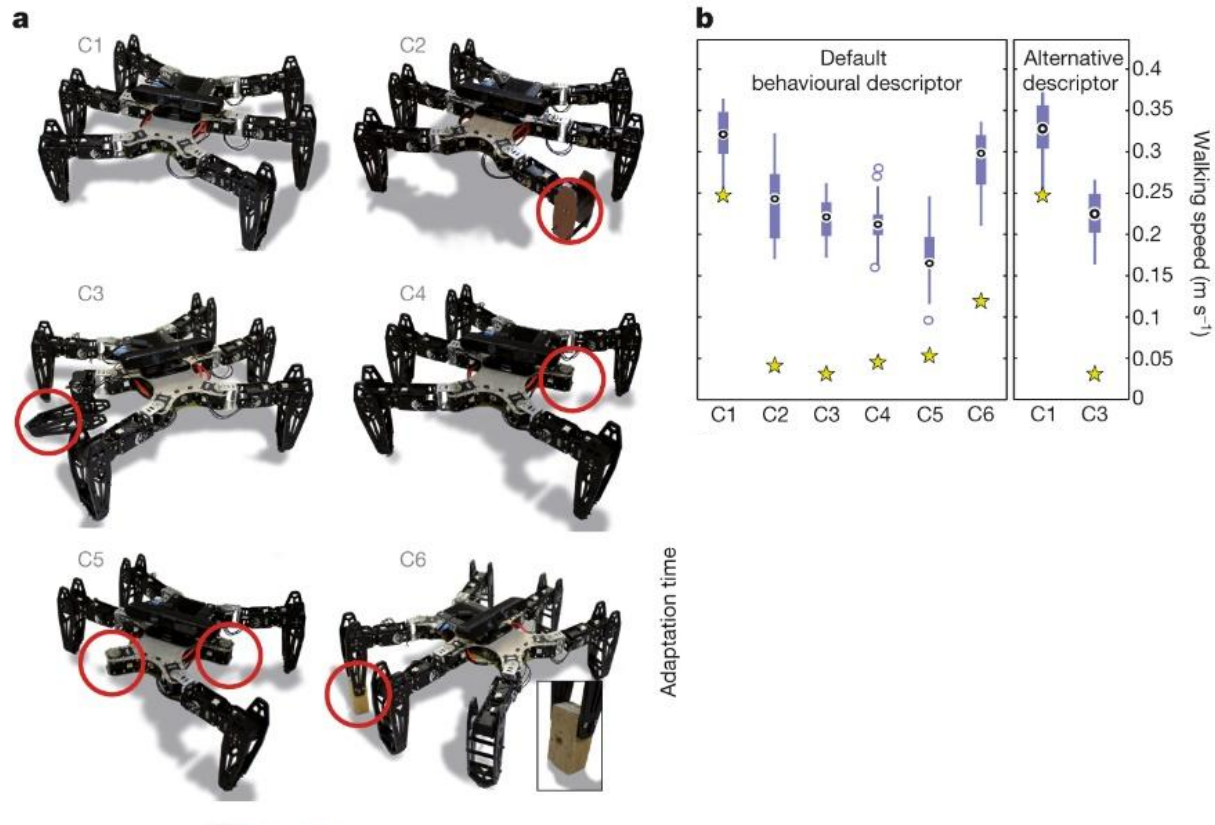 a
C1
C2
C3
C4
C5
C6
Adaptation time
b
Default
behavioural descriptor
Alternative
descriptor
0.4
0.35
0.3
0.25
0.2
0.15
0.1
0.05
0
Walking speed (m s⁻¹)
C1 C2 C3 C4 C5 C6 C1 C3